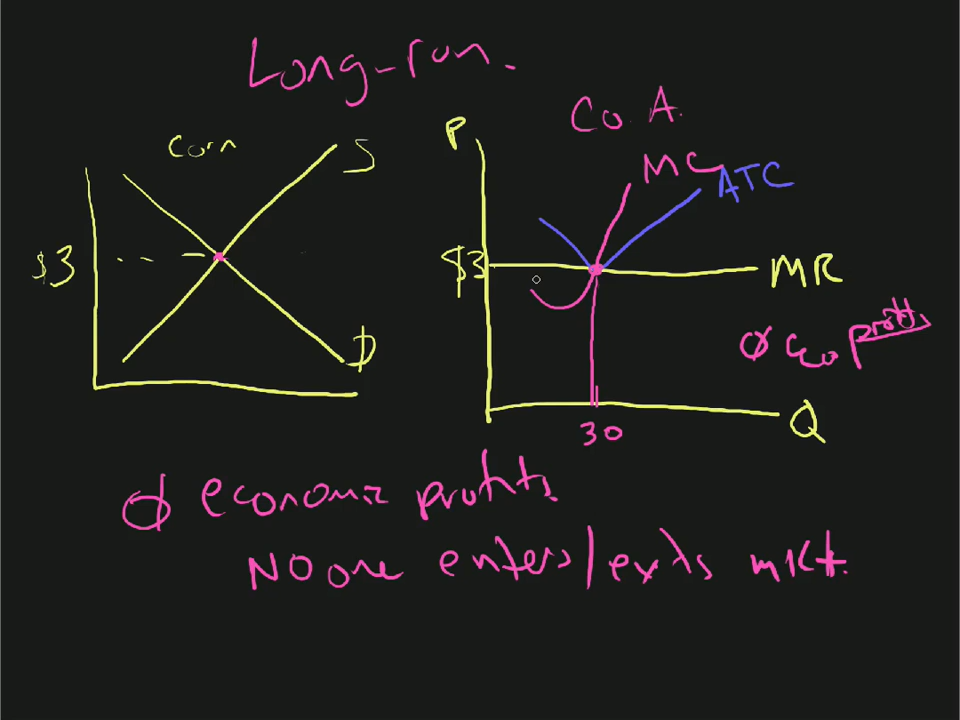 Long-run.
Corn
S
$3
D
P
Co. A.
MC
ATC
$3
MR
Ø eco profits
30
Q
Ø economic profits
No one enters/exits mkt.